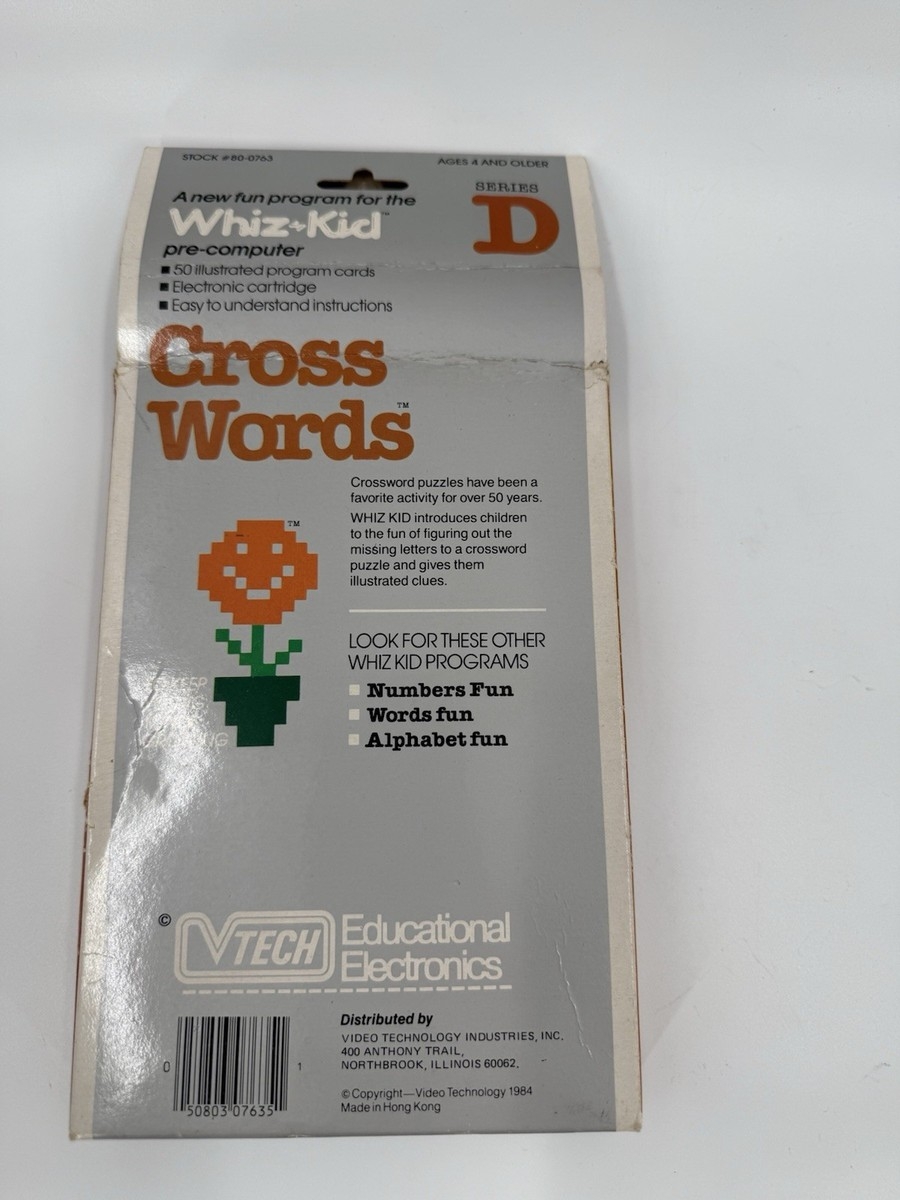 STOCK #80-0763
AGES 4 AND OLDER
A new fun program for the
Whiz-Kid™
pre-computer
SERIES
D
■ 50 illustrated program cards
■ Electronic cartridge
■ Easy to understand instructions
Cross
Words™
Crossword puzzles have been a
favorite activity for over 50 years.
WHIZ KID introduces children
to the fun of figuring out the
missing letters to a crossword
puzzle and gives them
illustrated clues.
TM
LOOK FOR THESE OTHER
WHIZ KID PROGRAMS
Numbers Fun
Words fun
Alphabet fun
KEEP
© VTECH Educational
Electronics
Distributed by
VIDEO TECHNOLOGY INDUSTRIES, INC.
400 ANTHONY TRAIL,
NORTHBROOK, ILLINOIS 60062.
© Copyright—Video Technology 1984
Made in Hong Kong
0 50803 07635 1